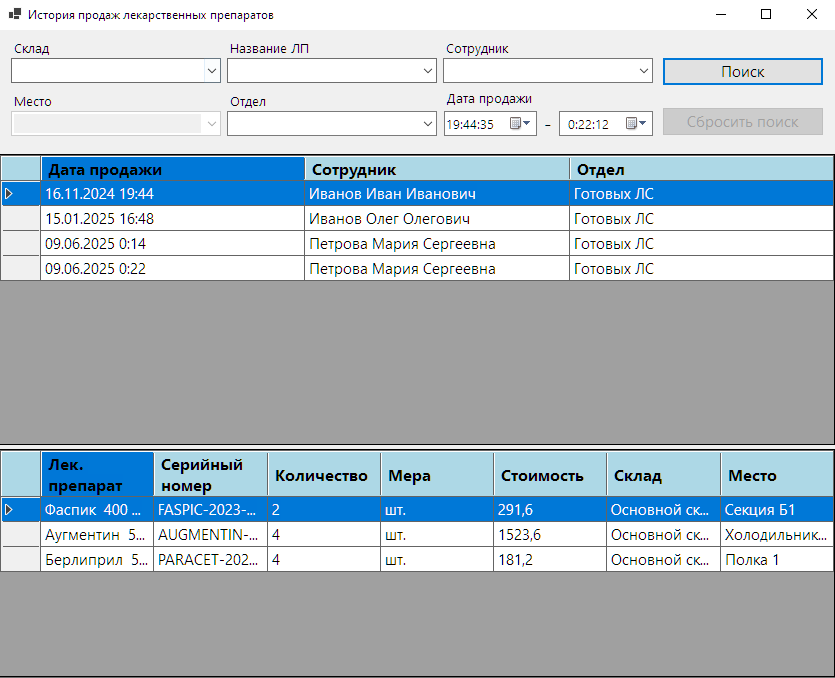 История продаж лекарственных препаратов
Склад Название ЛП Сотрудник
Поиск
Место Отдел Дата продажи
19:44:35 - 0:22:12 Сбросить поиск
Дата продажи Сотрудник Отдел
16.11.2024 19:44 Иванов Иван Иванович Готовых ЛС
15.01.2025 16:48 Иванов Олег Олегович Готовых ЛС
09.06.2025 0:14 Петрова Мария Сергеевна Готовых ЛС
09.06.2025 0:22 Петрова Мария Сергеевна Готовых ЛС
Лек. препарат Серийный номер Количество Мера Стоимость Склад Место
Фаспик 400 ... FASPIC-2023-... 2 шт. 291,6 Основной ск... Секция Б1
Аугментин 5... AUGMENTIN-... 4 шт. 1523,6 Основной ск... Холодильник...
Берлиприл 5... PARACET-202... 4 шт. 181,2 Основной ск... Полка 1